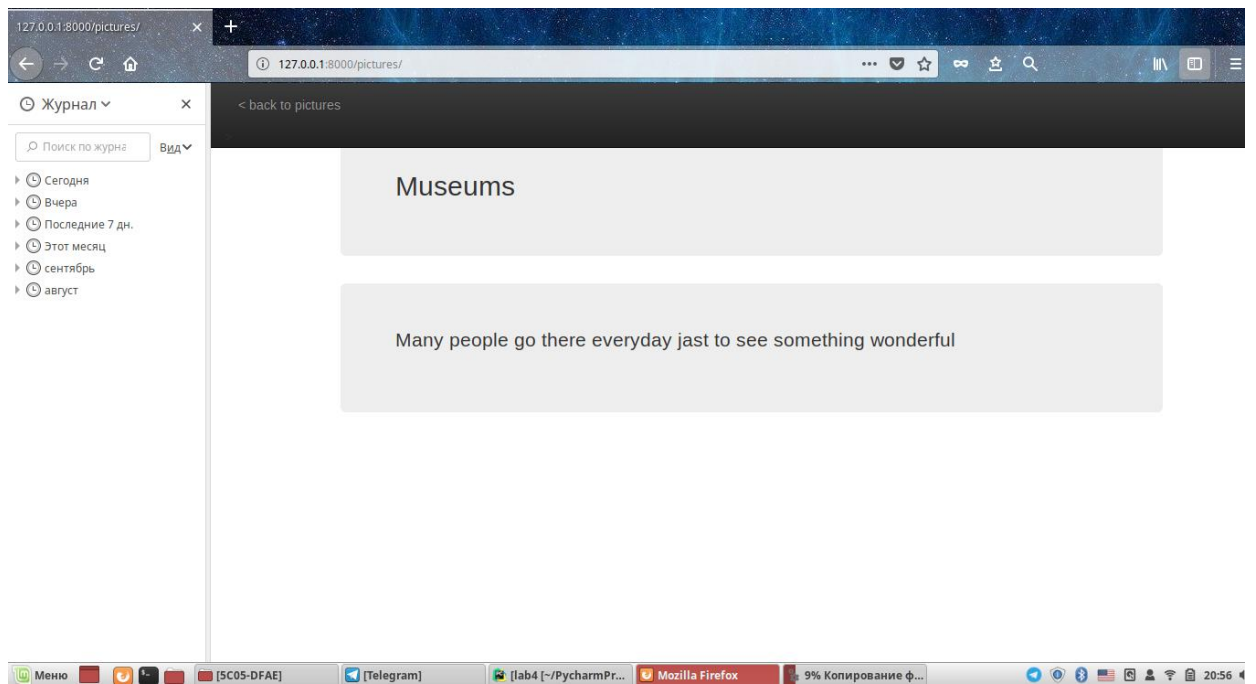 127.0.0.1:8000/pictures/
127.0.0.1:8000/pictures/
Журнал
< back to pictures
Поиск по журна
Вид
Сегодня
Вчера
Последние 7 дн.
Этот месяц
сентябрь
август
Museums
Many people go there everyday jast to see something wonderful
Меню
[5C05-DFAE]
[Telegram]
[lab4 [~/PycharmPr...
Mozilla Firefox
9% Копирование ф...
20:56